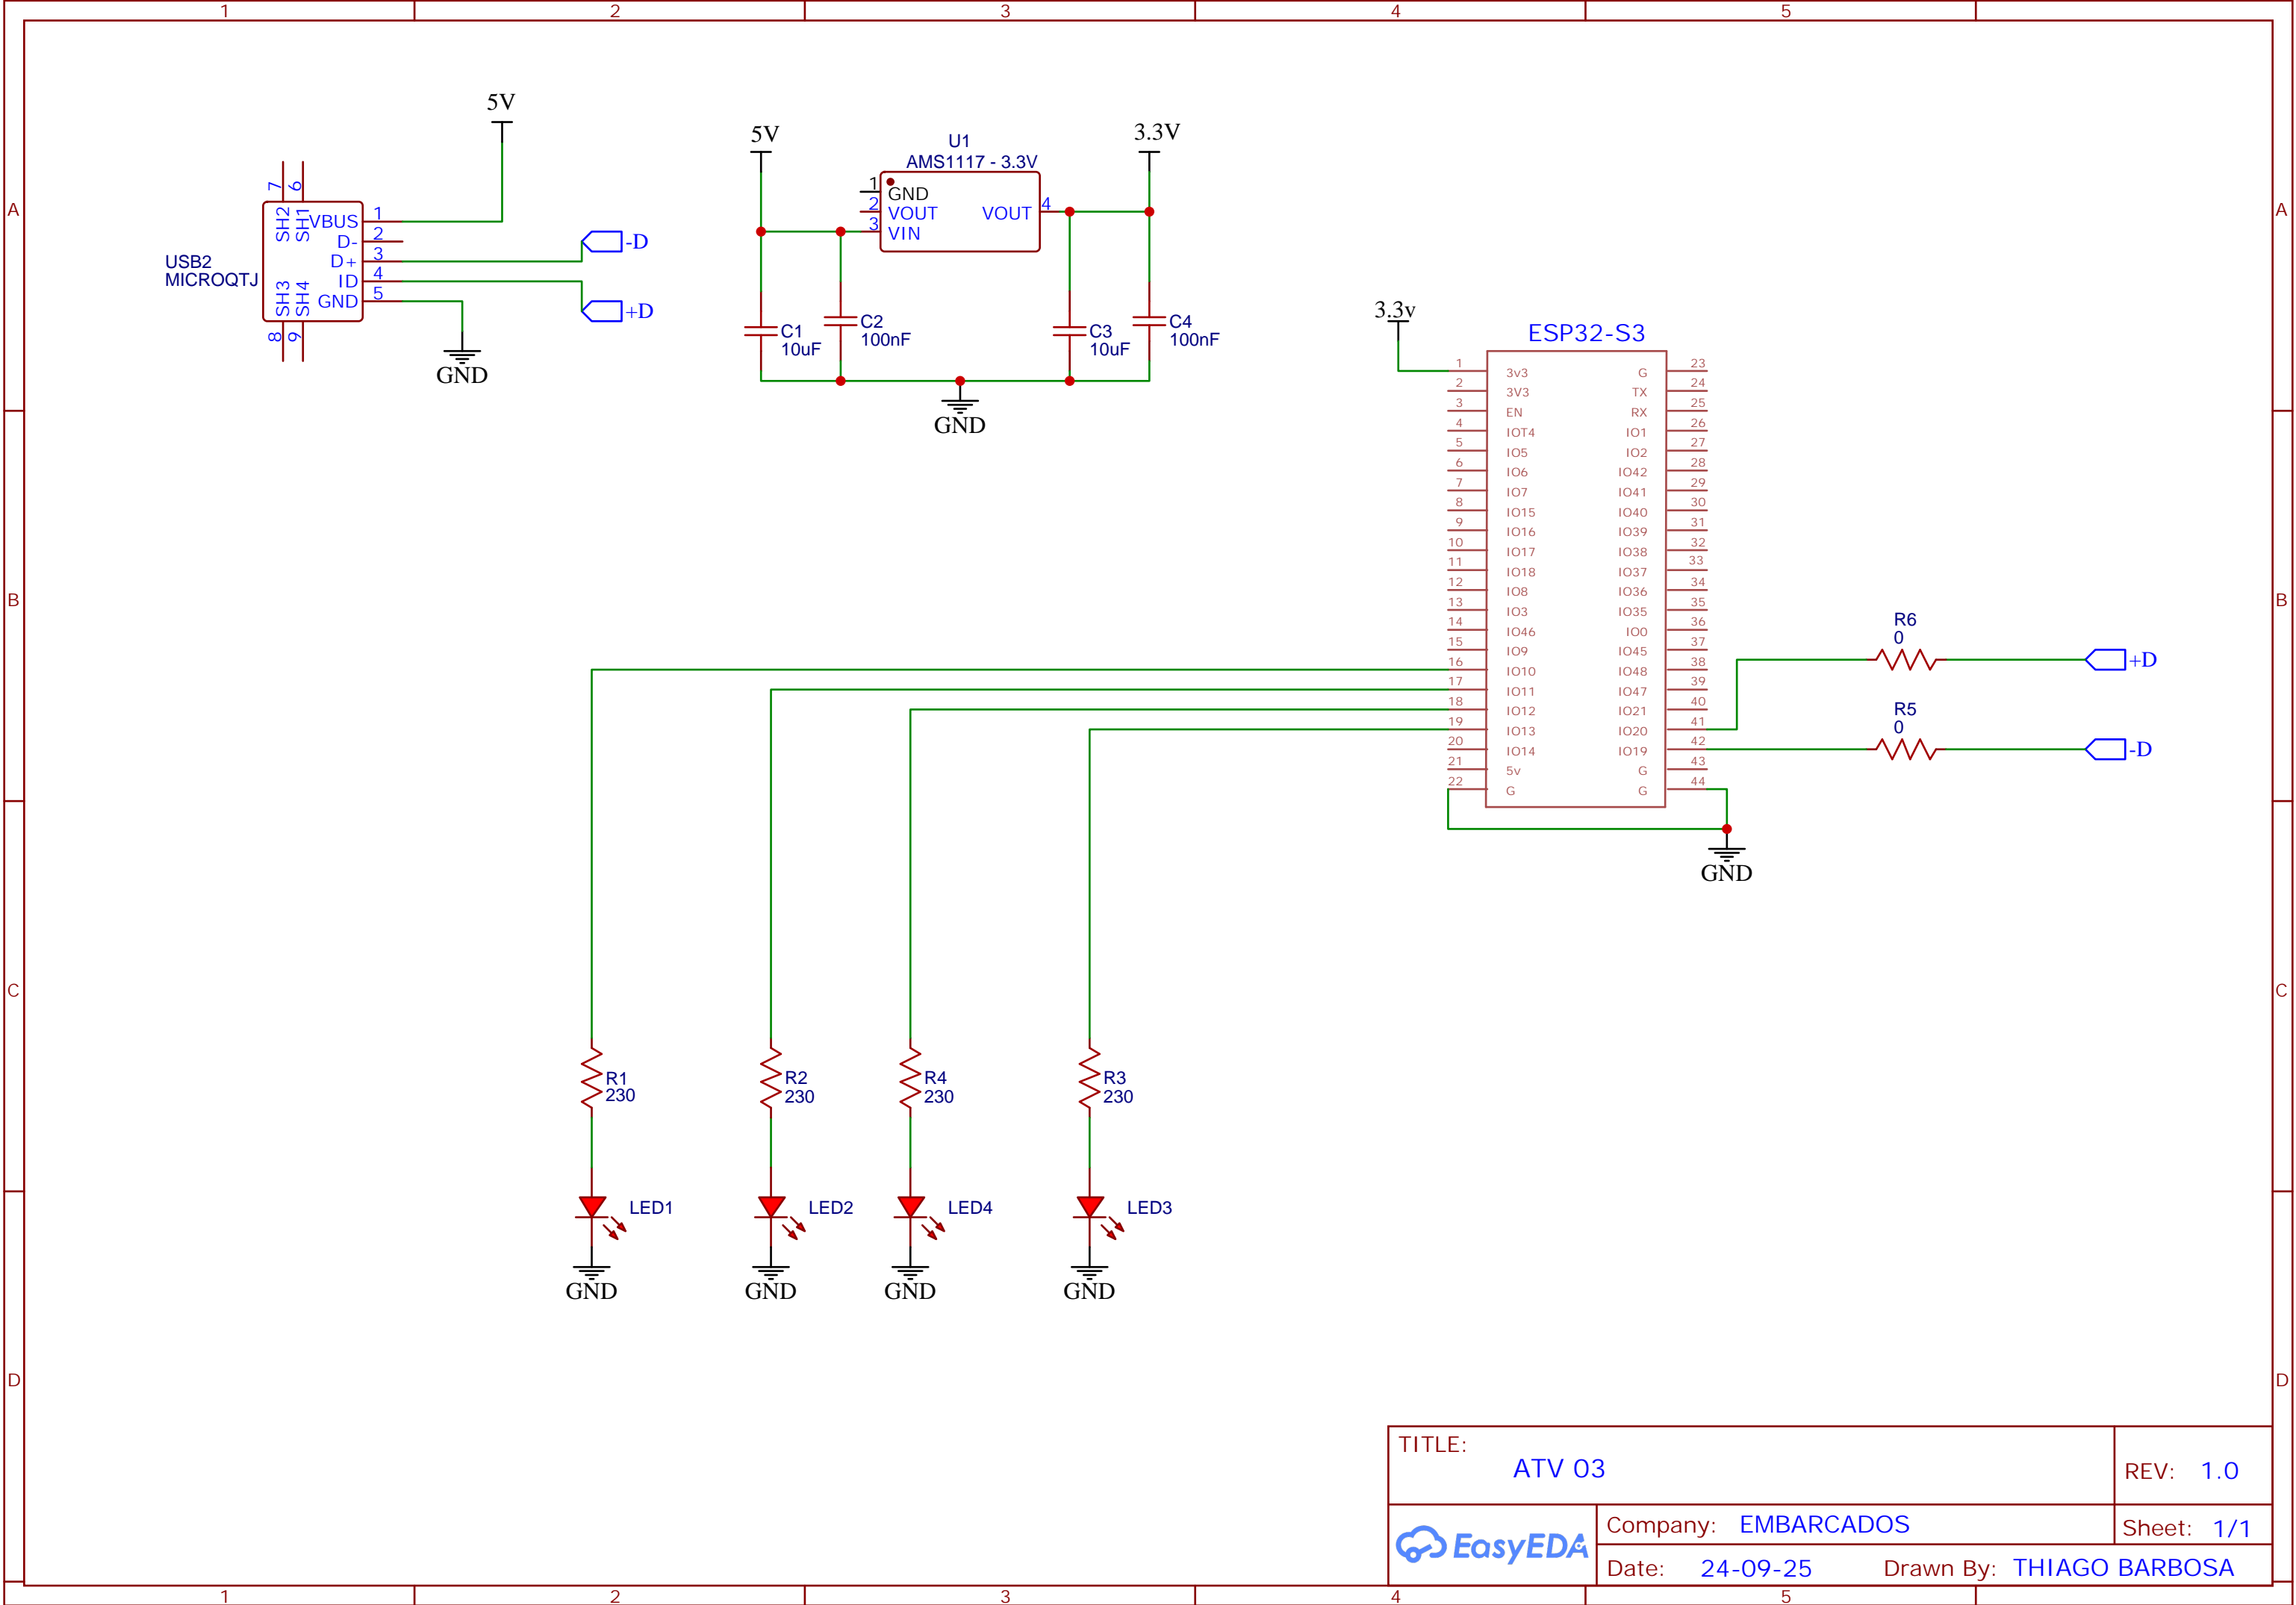 1 2 3 4 5
A
B
C
D
A
B
C
D
5V
7
6
SH2
SH1
VBUS 1
D- 2
D+ 3
ID 4
GND 5
SH3
SH4
8
9
USB2
MICROQTJ
-D
+D
GND
5V
U1
AMS1117 - 3.3V
3.3V
1 GND
2 VOUT
3 VIN
VOUT 4
C1
10uF
C2
100nF
C3
10uF
C4
100nF
GND
3.3v
ESP32-S3
1 3v3 G 23
2 3V3 TX 24
3 EN RX 25
4 IOT4 IO1 26
5 IO5 IO2 27
6 IO6 IO42 28
7 IO7 IO41 29
8 IO15 IO40 30
9 IO16 IO39 31
10 IO17 IO38 32
11 IO18 IO37 33
12 IO8 IO36 34
13 IO3 IO35 35
14 IO46 IO0 36
15 IO9 IO45 37
16 IO10 IO48 38
17 IO11 IO47 39
18 IO12 IO21 40
19 IO13 IO20 41
20 IO14 IO19 42
21 5v G 43
22 G G 44
R6
0
+D
R5
0
-D
GND
R1
230
R2
230
R4
230
R3
230
LED1
LED2
LED4
LED3
GND
GND
GND
GND
TITLE:
ATV 03
REV: 1.0
EasyEDA
Company: EMBARCADOS
Sheet: 1/1
Date: 24-09-25
Drawn By: THIAGO BARBOSA
1 2 3 4 5